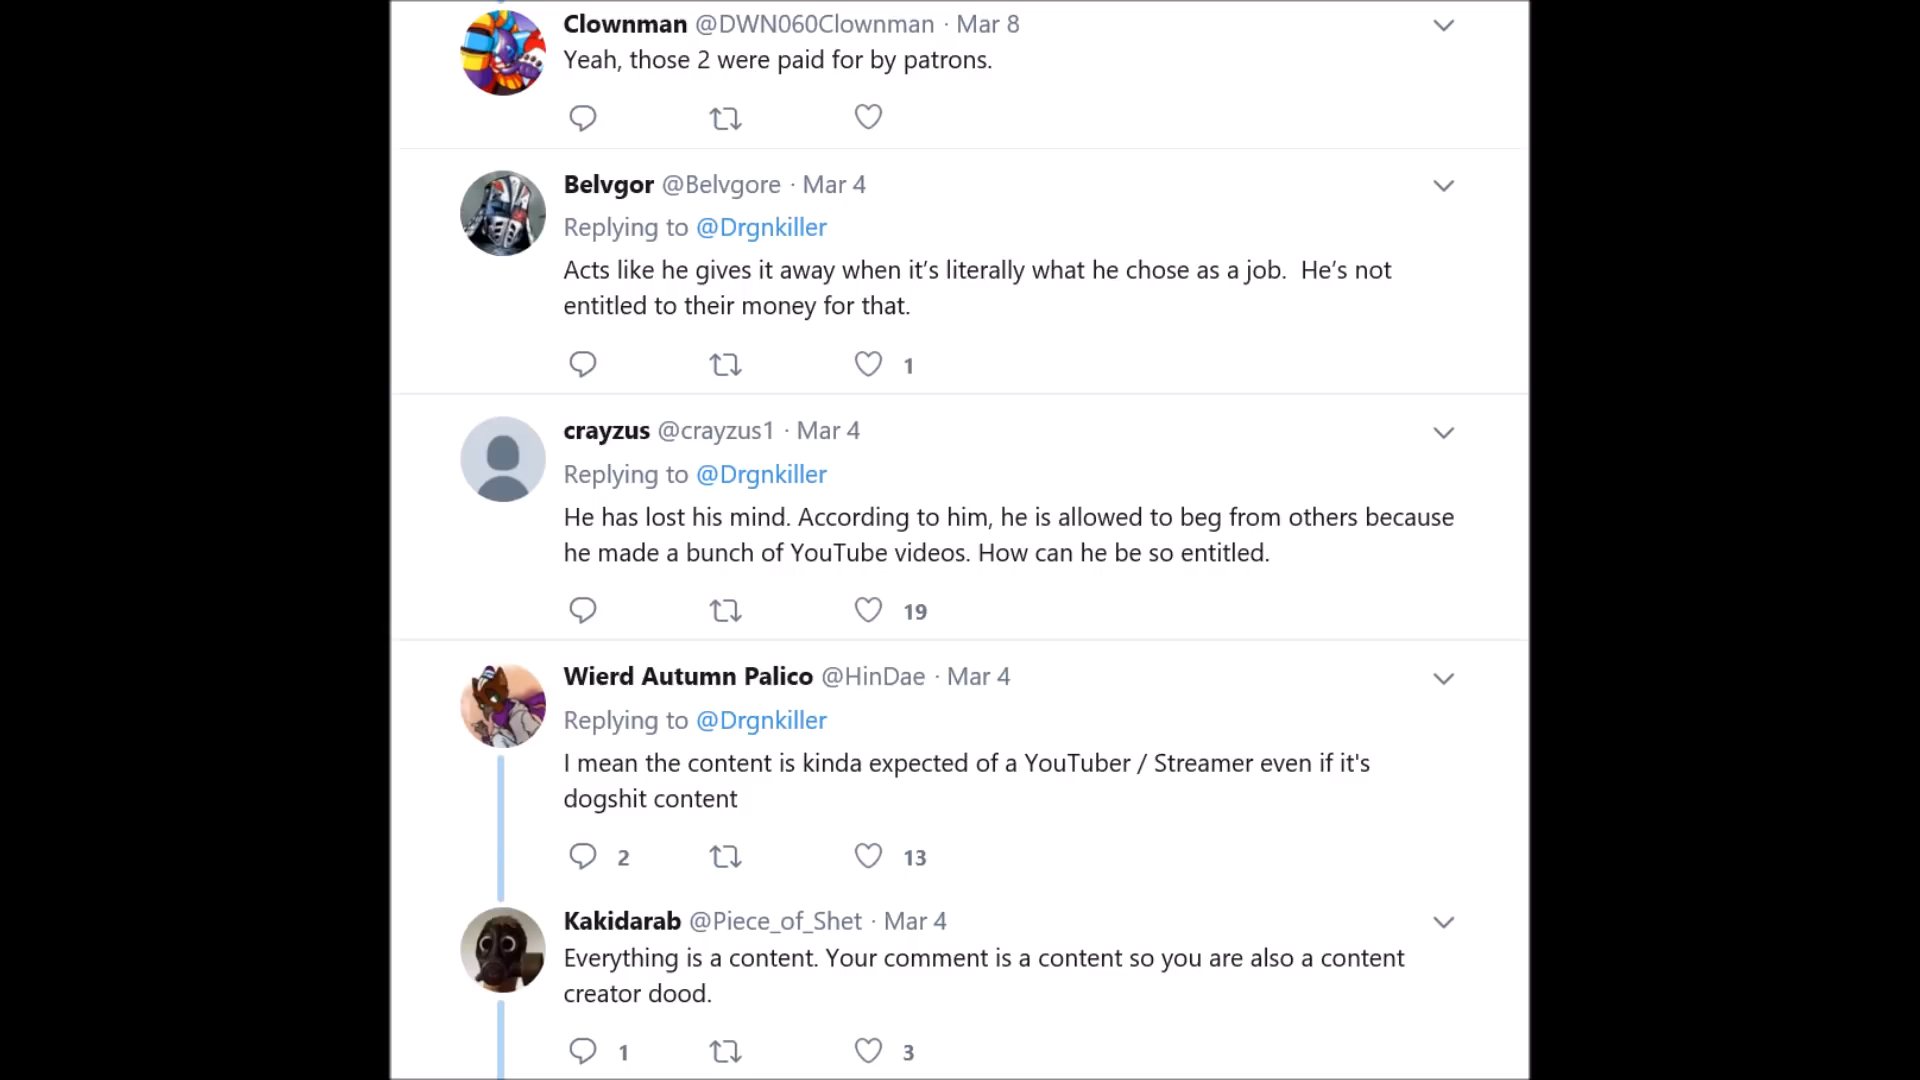 Clownman @DWN060Clownman · Mar 8
Yeah, those 2 were paid for by patrons.
Belvgor @Belvgore · Mar 4
Replying to @Drgnkiller
Acts like he gives it away when it’s literally what he chose as a job.  He’s not
entitled to their money for that.
1
crayzus @crayzus1 · Mar 4
Replying to @Drgnkiller
He has lost his mind. According to him, he is allowed to beg from others because
he made a bunch of YouTube videos. How can he be so entitled.
19
Wierd Autumn Palico @HinDae · Mar 4
Replying to @Drgnkiller
I mean the content is kinda expected of a YouTuber / Streamer even if it's
dogshit content
2 13
Kakidarab @Piece_of_Shet · Mar 4
Everything is a content. Your comment is a content so you are also a content
creator dood.
1 3